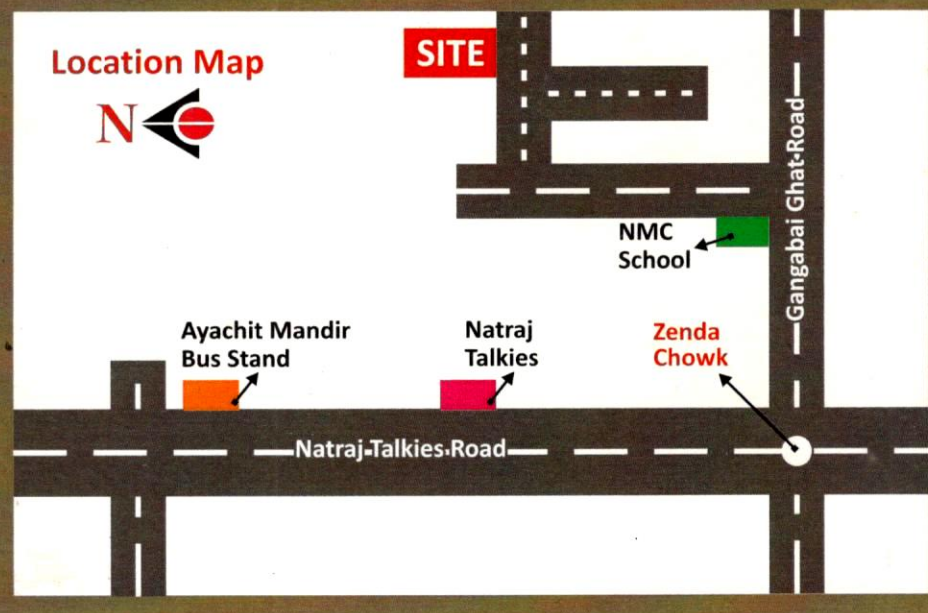 Location Map
N
SITE
Gangabai Ghat Road
NMC
School
Ayachit Mandir
Bus Stand
Natraj
Talkies
Zenda
Chowk
Natraj Talkies Road